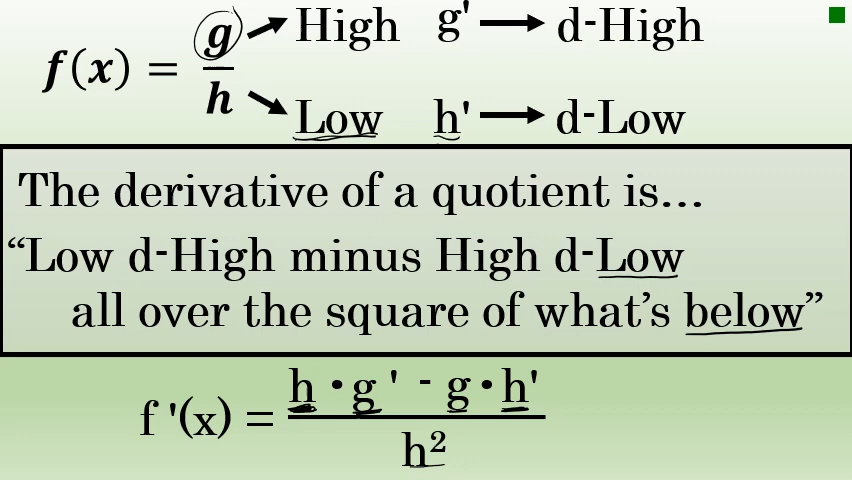 f(x) = g/h
High g' → d-High
Low h' → d-Low
The derivative of a quotient is...
“Low d-High minus High d-Low
all over the square of what’s below”
f '(x) = h · g ' - g · h'
h²